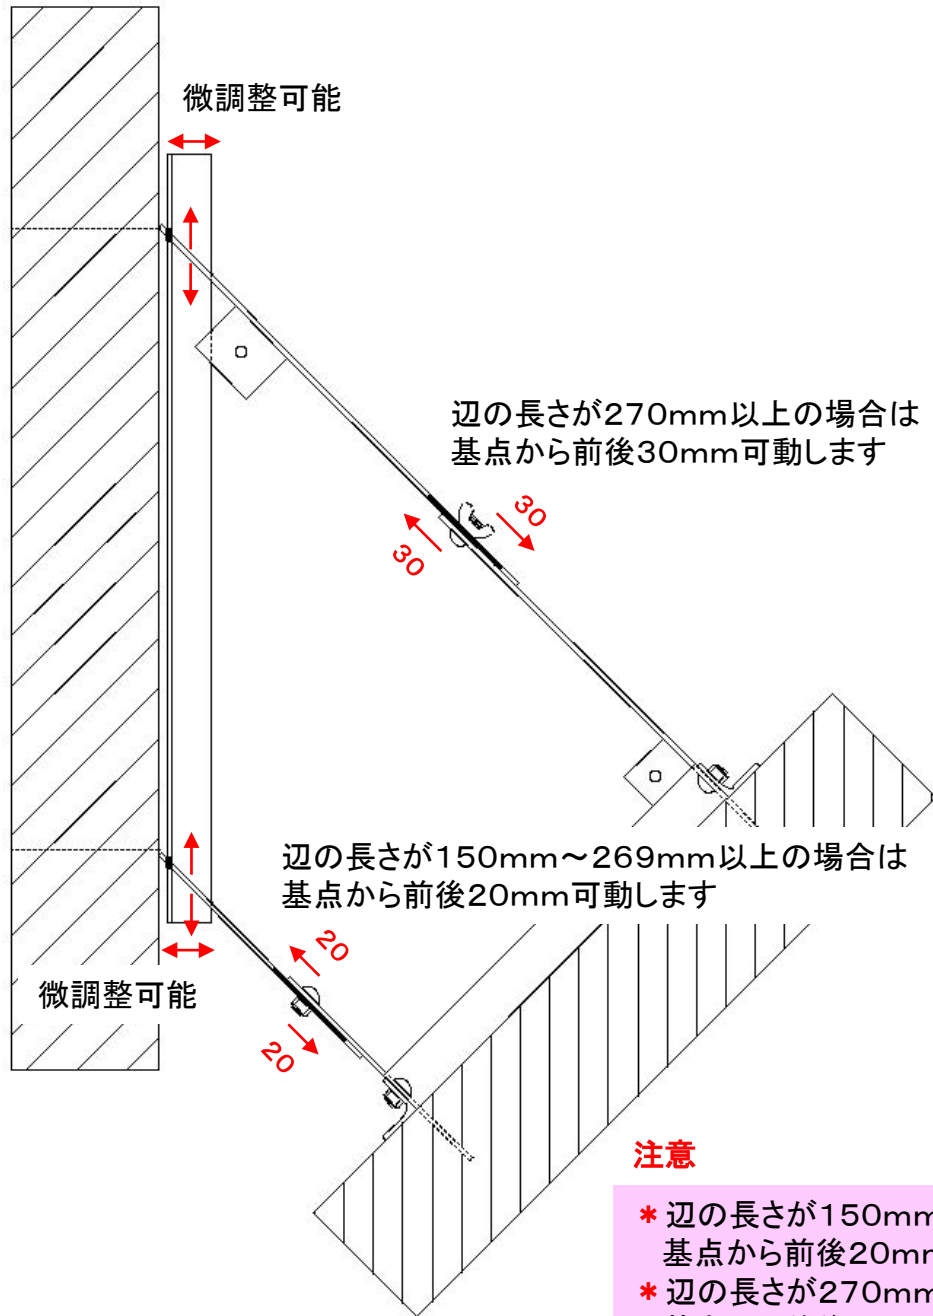 微調整可能
辺の長さが270mm以上の場合は
基点から前後30mm可動します
30
30
辺の長さが150mm～269mm以上の場合は
基点から前後20mm可動します
20
微調整可能
20
注意
*辺の長さが150mm
基点から前後20mm
*辺の長さが270mm